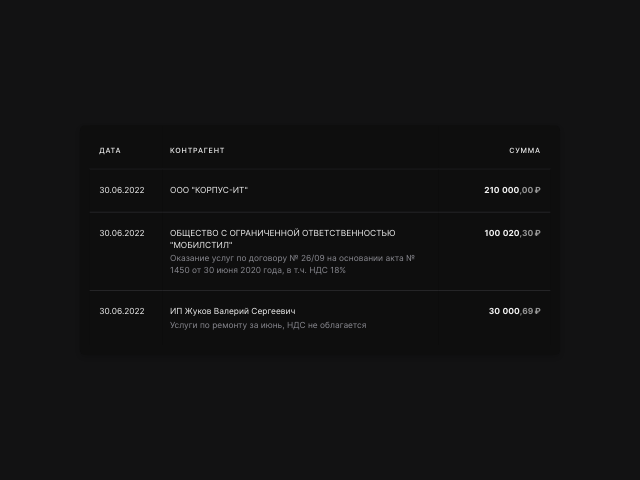 ДАТА КОНТРАГЕНТ СУММА
30.06.2022 ООО "КОРПУС-ИТ" 210 000,00 ₽
30.06.2022 ОБЩЕСТВО С ОГРАНИЧЕННОЙ ОТВЕТСТВЕННОСТЬЮ 100 020,30 ₽
"МОБИЛСТИЛ"
Оказание услуг по договору № 26/09 на основании акта №
1450 от 30 июня 2020 года, в т.ч. НДС 18%
30.06.2022 ИП Жуков Валерий Сергеевич 30 000,69 ₽
Услуги по ремонту за июнь, НДС не облагается